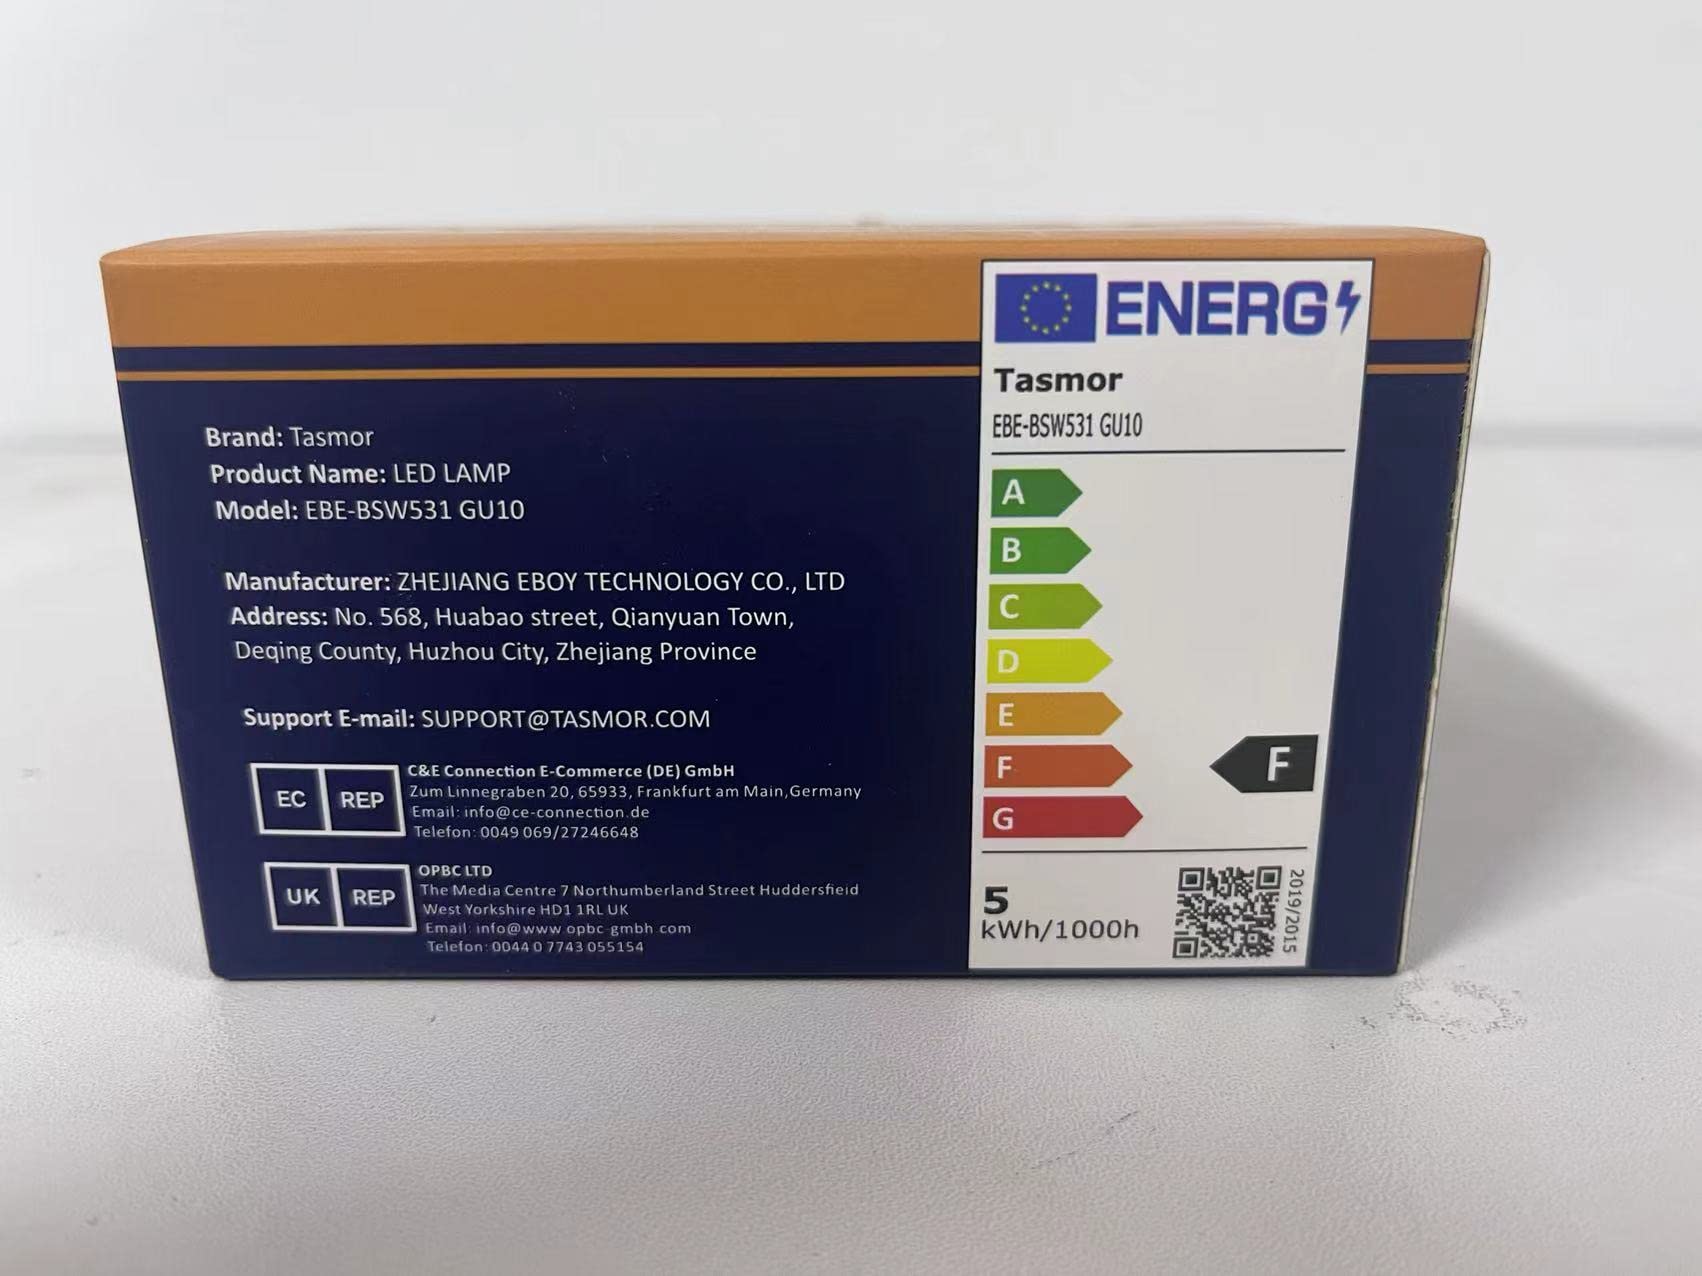 Brand: Tasmor
Product Name: LED LAMP
Model: EBE-BSW531 GU10
Manufacturer: ZHEJIANG EBOY TECHNOLOGY CO., LTD
Address: No. 568, Huabao street, Qianyuan Town,
Deqing County, Huzhou City, Zhejiang Province
Support E-mail: SUPPORT@TASMOR.COM
EC REP
C&E Connection E-Commerce (DE) GmbH
Zum Linnegraben 20, 65933, Frankfurt am Main,Germany
Email: info@ce-connection.de
Telefon: 0049 069/27246648
UK REP
OPBC LTD
The Media Centre 7 Northumberland Street Huddersfield
West Yorkshire HD1 1RL UK
Email: info@www.opbc-gmbh.com
Telefon: 0044 0 7743 055154
ENERG
Tasmor
EBE-BSW531 GU10
A
B
C
D
E
F
F
G
5
kWh/1000h
2019/2015